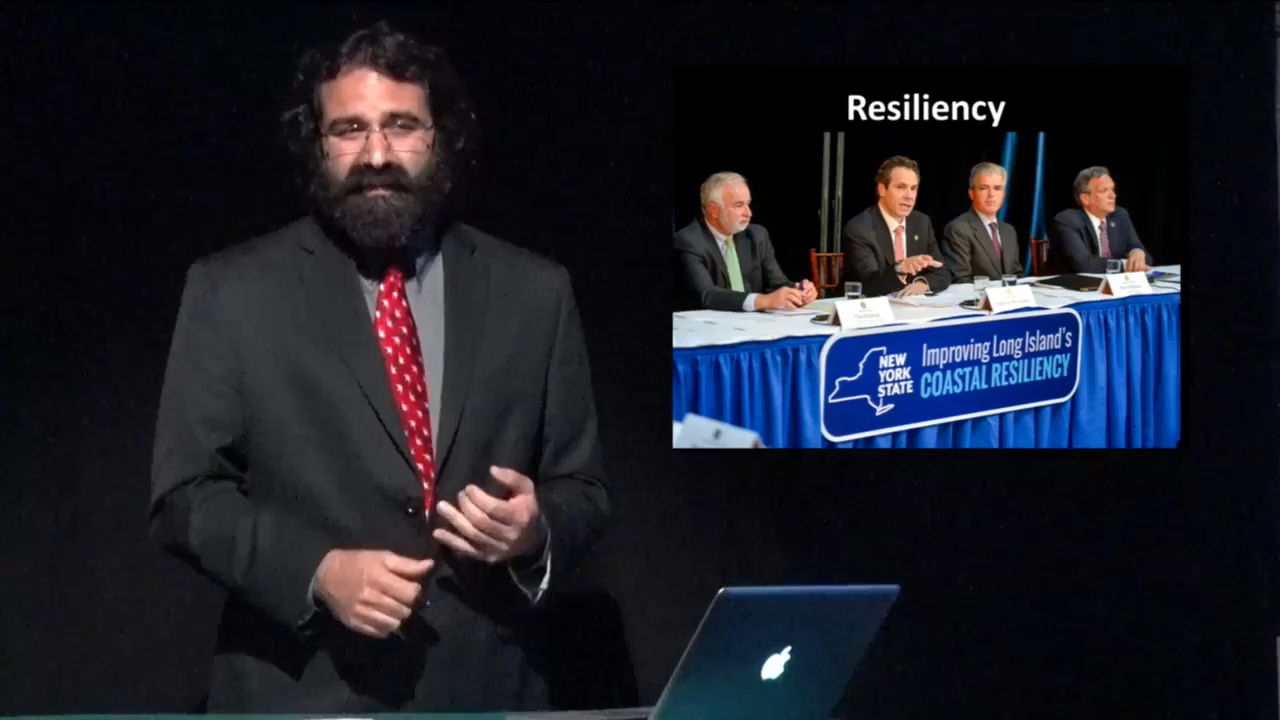 Resiliency
NEW
YORK
STATE
Improving Long Island's
COASTAL RESILIENCY